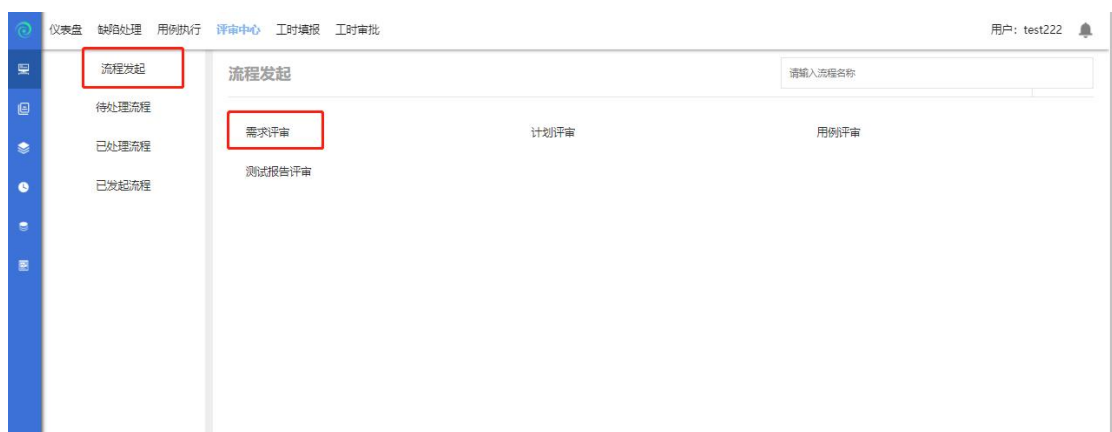 仪表盘 缺陷处理 用例执行 评审中心 工时填报 工时审批 用户：test222
流程发起
待处理流程
已处理流程
已发起流程
流程发起 请输入流程名称
需求评审 计划评审 用例评审
测试报告评审